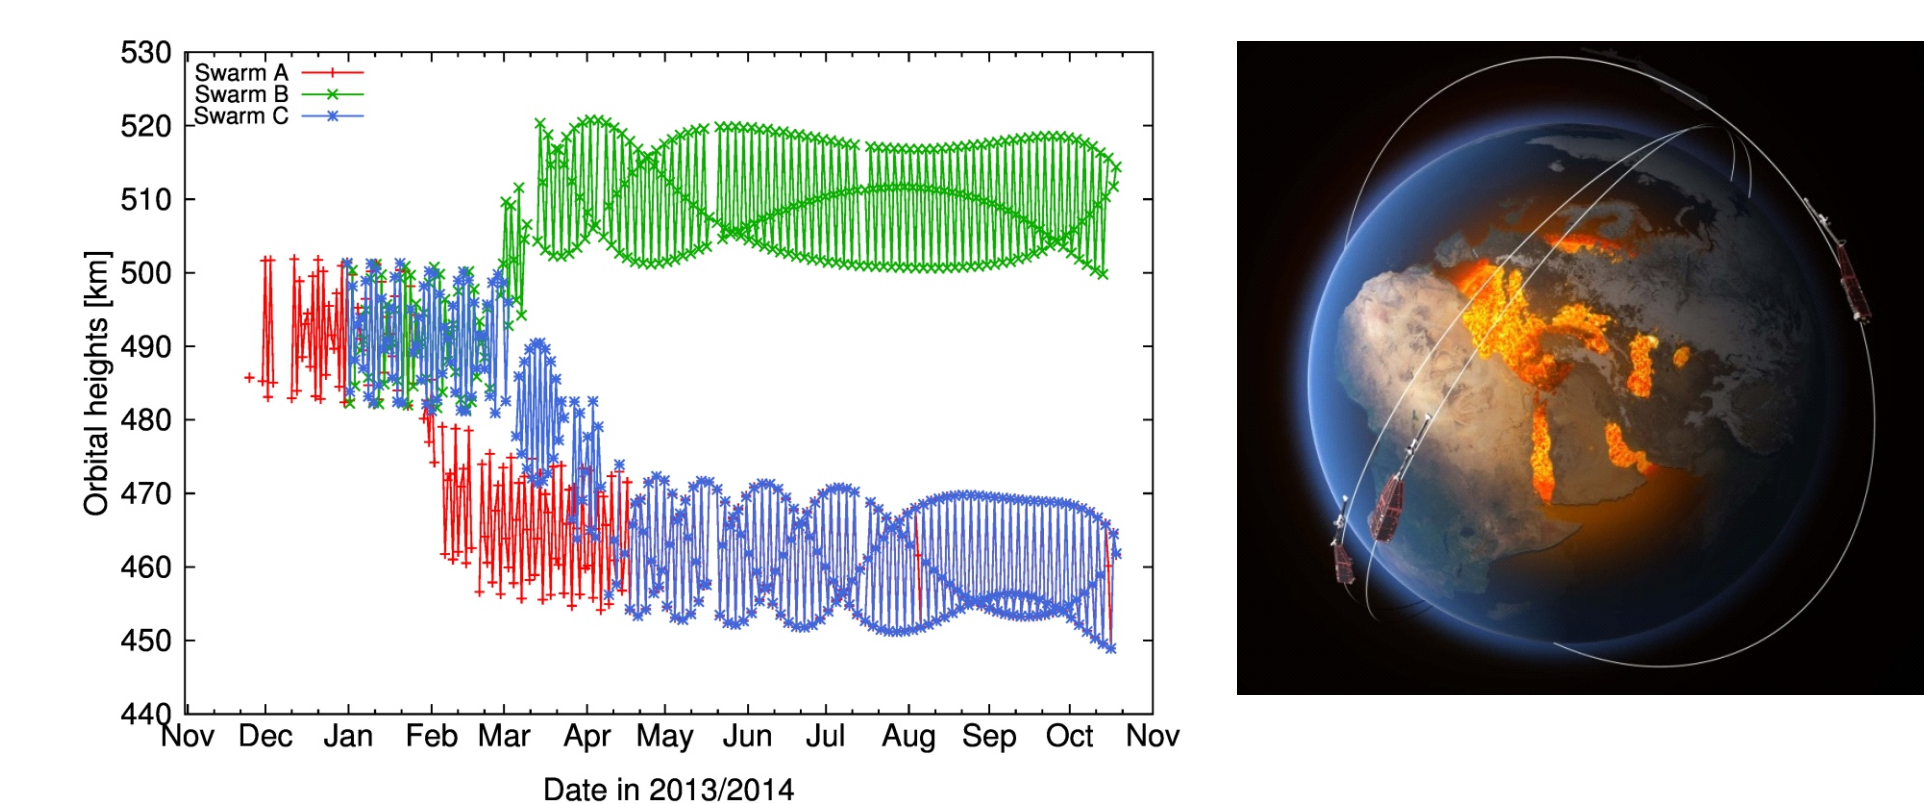 530
520
510
500
490
480
470
460
450
440
Orbital heights [km]
Swarm A
Swarm B
Swarm C
Nov Dec Jan Feb Mar Apr May Jun Jul Aug Sep Oct Nov
Date in 2013/2014